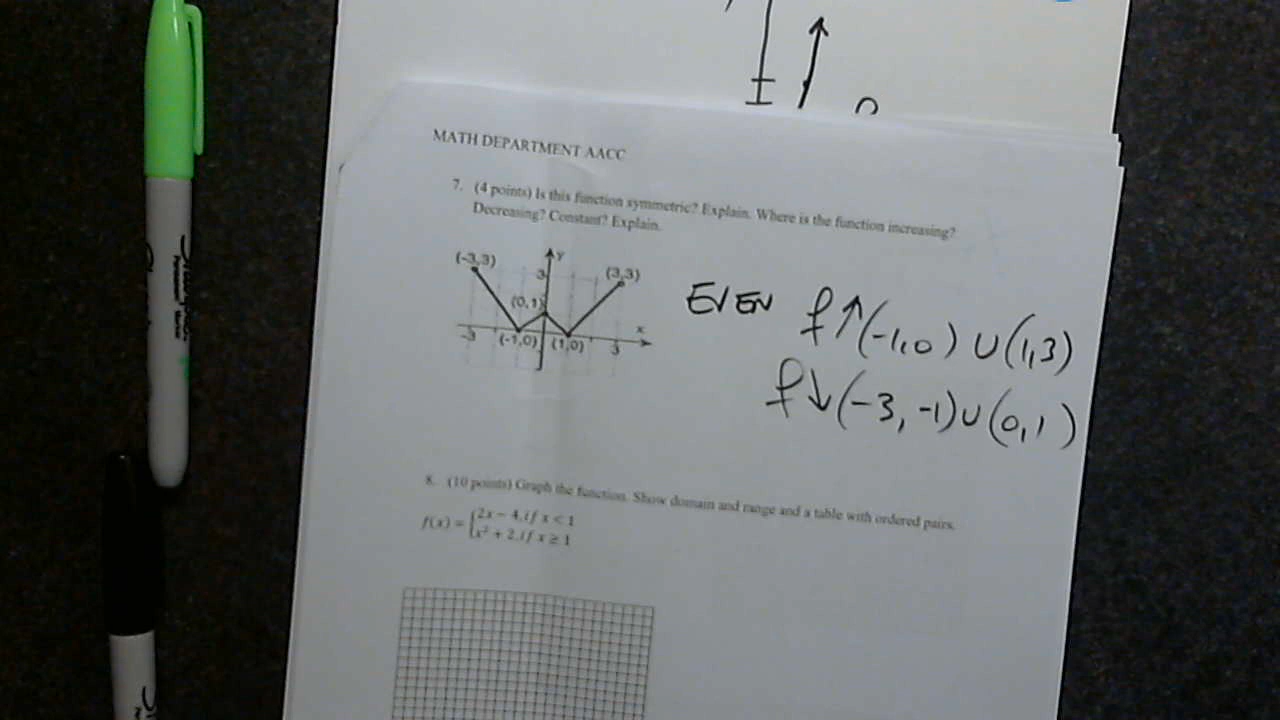 MATH DEPARTMENT AACC
7. (4 points) Is this function symmetric? Explain. Where is the function increasing?
Decreasing? Constant? Explain.
(-3,3)
Y
3
(3,3)
(0,1)
x
-3
(-1,0)
(1,0)
3
EVEN f↑(-1,0) ∪ (1,3)
f↓(-3, -1) ∪ (0,1)
8. (10 points) Graph the function. Show domain and range and a table with ordered pairs.
f(x) = {2x - 4, if x < 1
x² + 2, if x ≥ 1